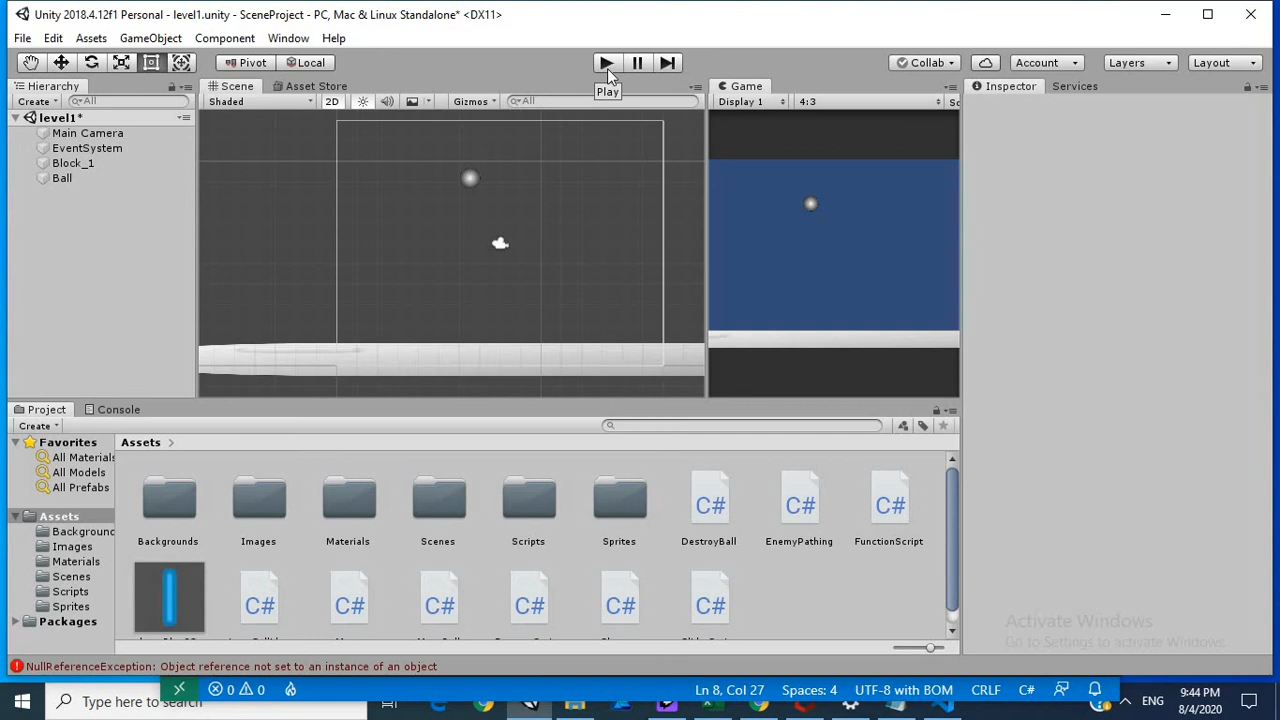 Unity 2018.4.12f1 Personal - level1.unity - SceneProject - PC, Mac & Linux Standalone* <DX11>
File Edit Assets GameObject Component Window Help
Pivot Local Collab Account Layers Layout
Play
Hierarchy Scene Asset Store Game Inspector Services
Create All Shaded 2D Gizmos All Display 1 4:3 Sc
level1*
Main Camera
EventSystem
Block_1
Ball
Project Console
Create
Favorites
All Materials
All Models
All Prefabs
Assets
Backgrounc
Images
Materials
Scenes
Scripts
Sprites
Packages
Assets
C# C# C#
Backgrounds Images Materials Scenes Scripts Sprites DestroyBall EnemyPathing FunctionScript
C# C# C# C# C# C#
Activate Windows
Go to Settings to activate Windows.
NullReferenceException: Object reference not set to an instance of an object
0 0 Ln 8, Col 27 Spaces: 4 UTF-8 with BOM CRLF C#
Type here to search
ENG 9:44 PM
8/4/2020